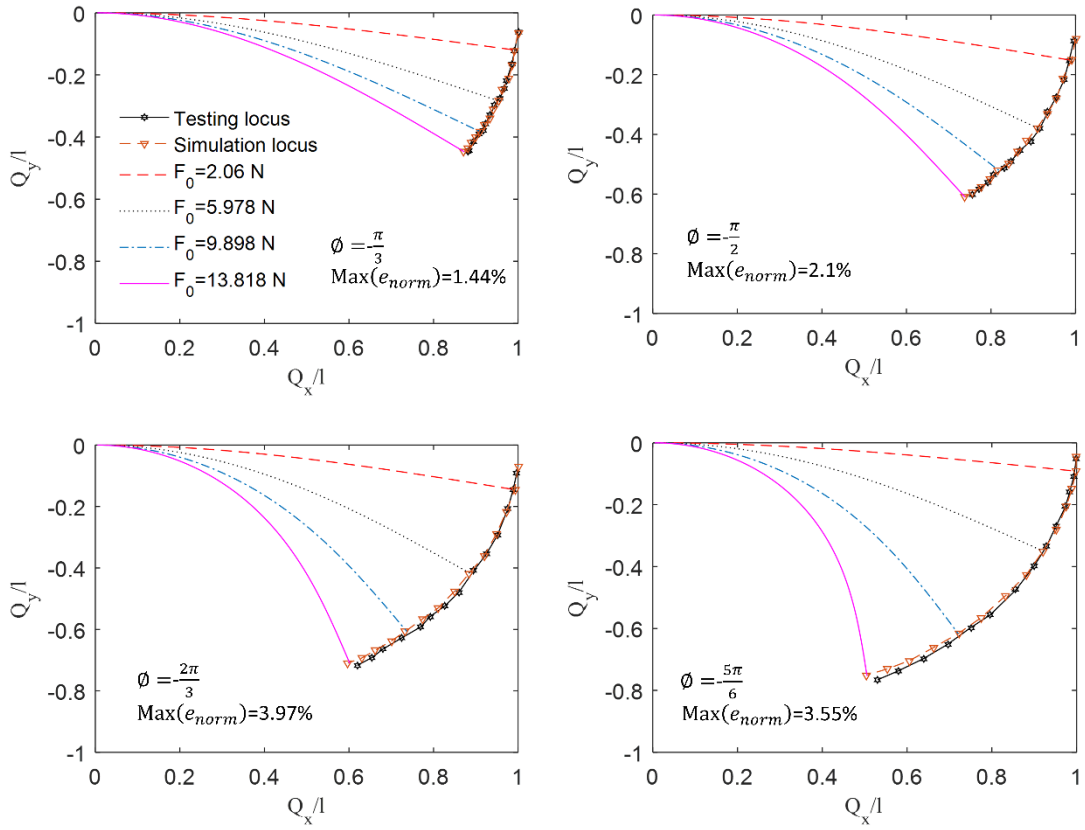 0
-0.2
-0.4
-0.6
-0.8
-1
Q_y/l
Testing locus
Simulation locus
F_0=2.06 N
F_0=5.978 N
F_0=9.898 N
F_0=13.818 N
∅ =-π/3
Max(e_norm)=1.44%
0 0.2 0.4 0.6 0.8 1
Q_x/l
0
-0.2
-0.4
-0.6
-0.8
-1
Q_y/l
∅ =-π/2
Max(e_norm)=2.1%
0 0.2 0.4 0.6 0.8 1
Q_x/l
0
-0.2
-0.4
-0.6
-0.8
-1
Q_y/l
∅ =-2π/3
Max(e_norm)=3.97%
0 0.2 0.4 0.6 0.8 1
Q_x/l
0
-0.2
-0.4
-0.6
-0.8
-1
Q_y/l
∅ =-5π/6
Max(e_norm)=3.55%
0 0.2 0.4 0.6 0.8 1
Q_x/l